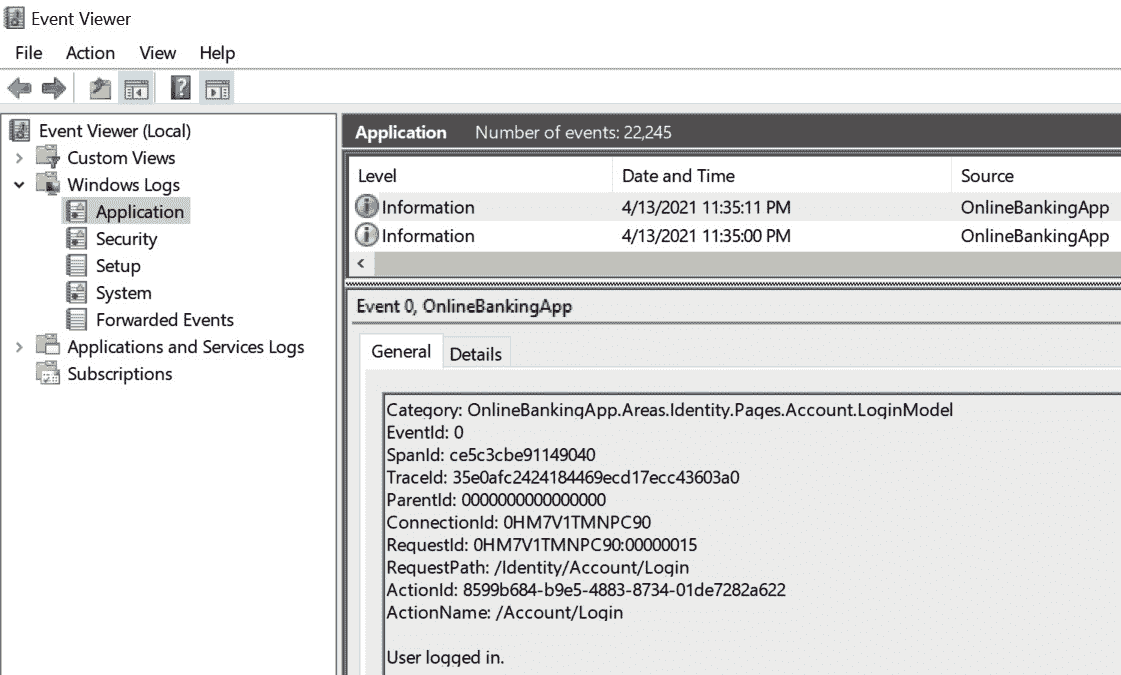 Event Viewer
File Action View Help
Event Viewer (Local)
Custom Views
Windows Logs
Application
Security
Setup
System
Forwarded Events
Applications and Services Logs
Subscriptions
Application Number of events: 22,245
Level Date and Time Source
Information 4/13/2021 11:35:11 PM OnlineBankingApp
Information 4/13/2021 11:35:00 PM OnlineBankingApp
Event 0, OnlineBankingApp
General Details
Category: OnlineBankingApp.Areas.Identity.Pages.Account.LoginModel
EventId: 0
SpanId: ce5c3cbe91149040
TraceId: 35e0afc2424184469ecd17ecc43603a0
ParentId: 0000000000000000
ConnectionId: 0HM7V1TMNPC90
RequestId: 0HM7V1TMNPC90:00000015
RequestPath: /Identity/Account/Login
ActionId: 8599b684-b9e5-4883-8734-01de7282a622
ActionName: /Account/Login
User logged in.